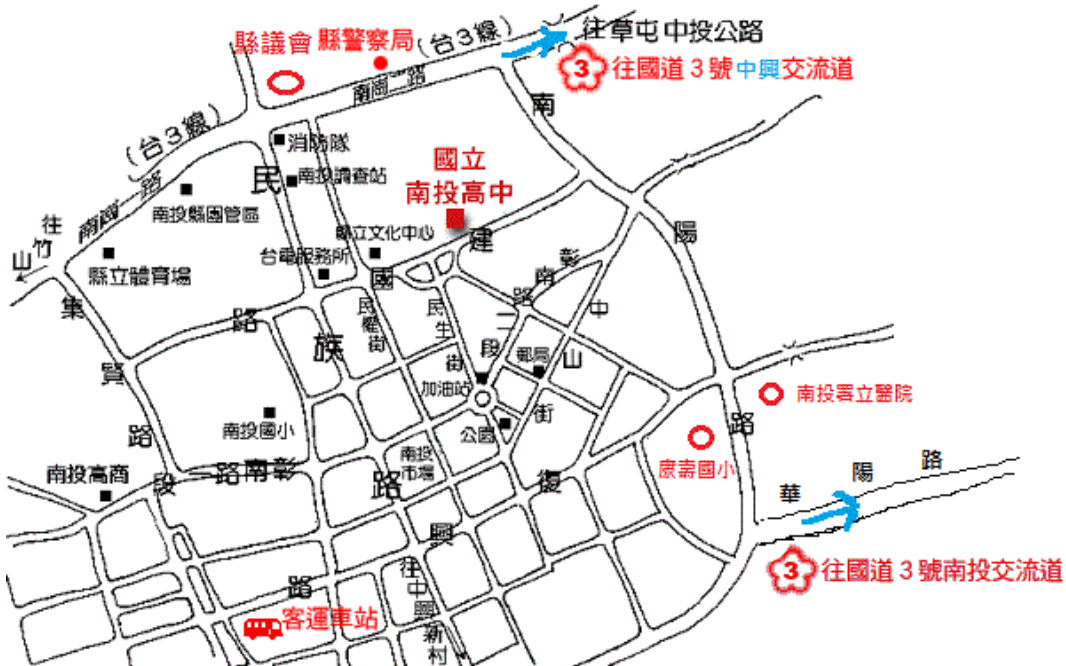 縣議會
縣警察局
(台3線)
往草屯中投公路
3
往國道3號中興交流道
南崗二路
(台3線)
消防隊
民
南投調查站
國立
南投高中
南
南崗一路
南投縣國管區
往竹山
縣立體育場
縣立文化中心
台電服務所
建
國
路
陽
路
彰
南
路
二
段
中
山
街
集
賢
路
族
路
民權街
民生街
郵局
加油站
公園
南投署立醫院
南投國小
南投市場
康壽國小
南投高商
段一路南彰
復
興
路
華陽路
3
往國道3號南投交流道
往中興新村
客運車站